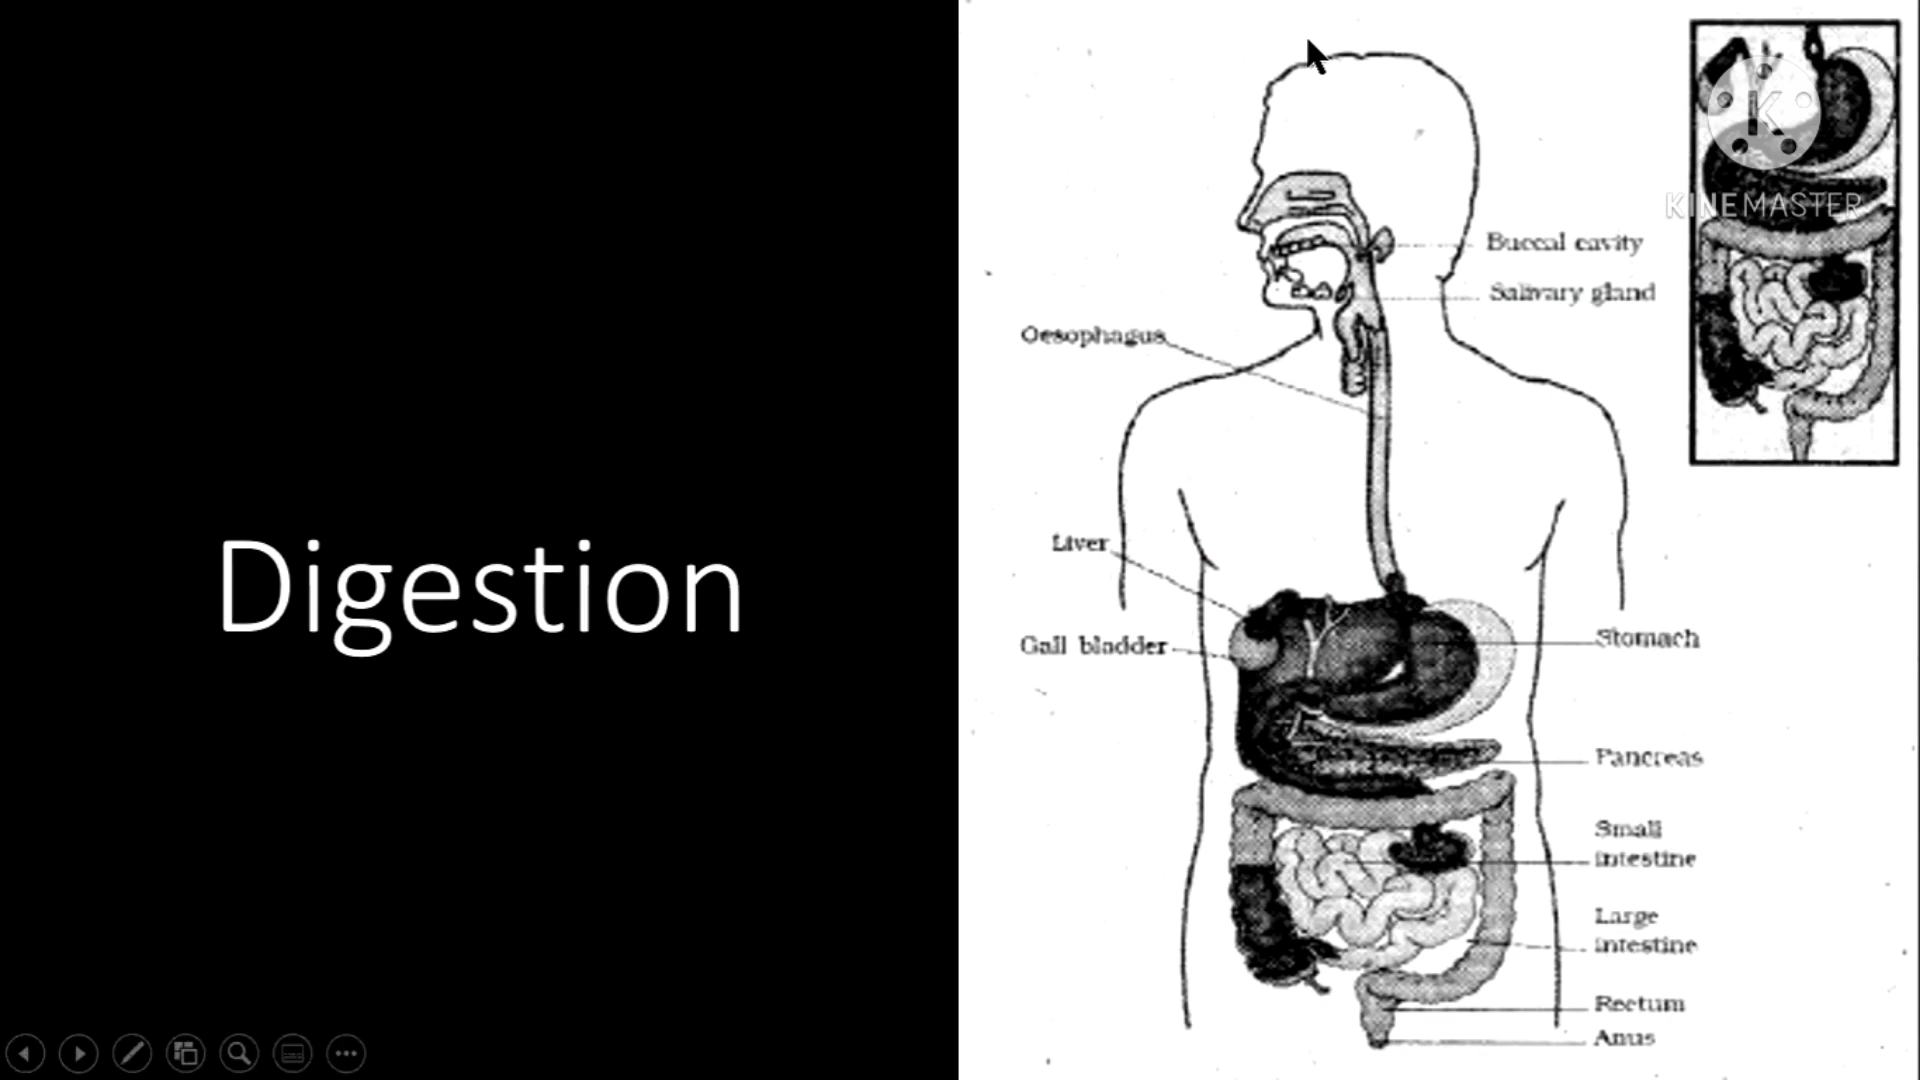 Digestion
Buccal cavity
Salivary gland
Oesophagus
Liver
Gall bladder
Stomach
Pancreas
Small
intestine
Large
intestine
Rectum
Anus
K
KINEMASTER